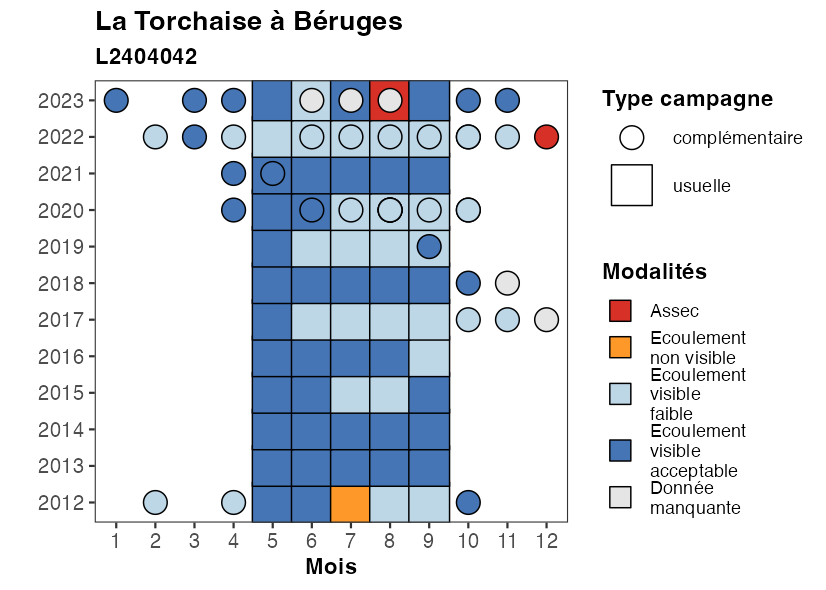 La Torchaise à Béruges
L2404042
2023
2022
2021
2020
2019
2018
2017
2016
2015
2014
2013
2012
1 2 3 4 5 6 7 8 9 10 11 12
Mois
Type campagne
complémentaire
usuelle
Modalités
Assec
Ecoulement
non visible
Ecoulement
visible
faible
Ecoulement
visible
acceptable
Donnée
manquante